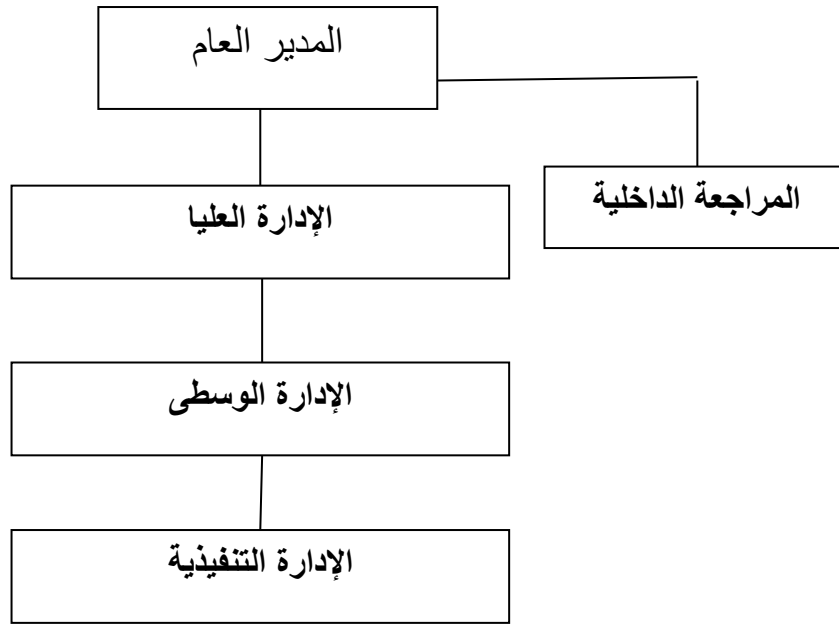 المدير العام
المراجعة الداخلية
الإدارة العليا
الإدارة الوسطى
الإدارة التنفيذية